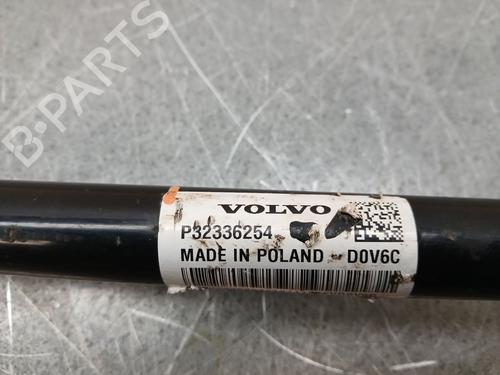 B-PARTS
VOLVO
P32336254
MADE IN POLAND - D0V6C